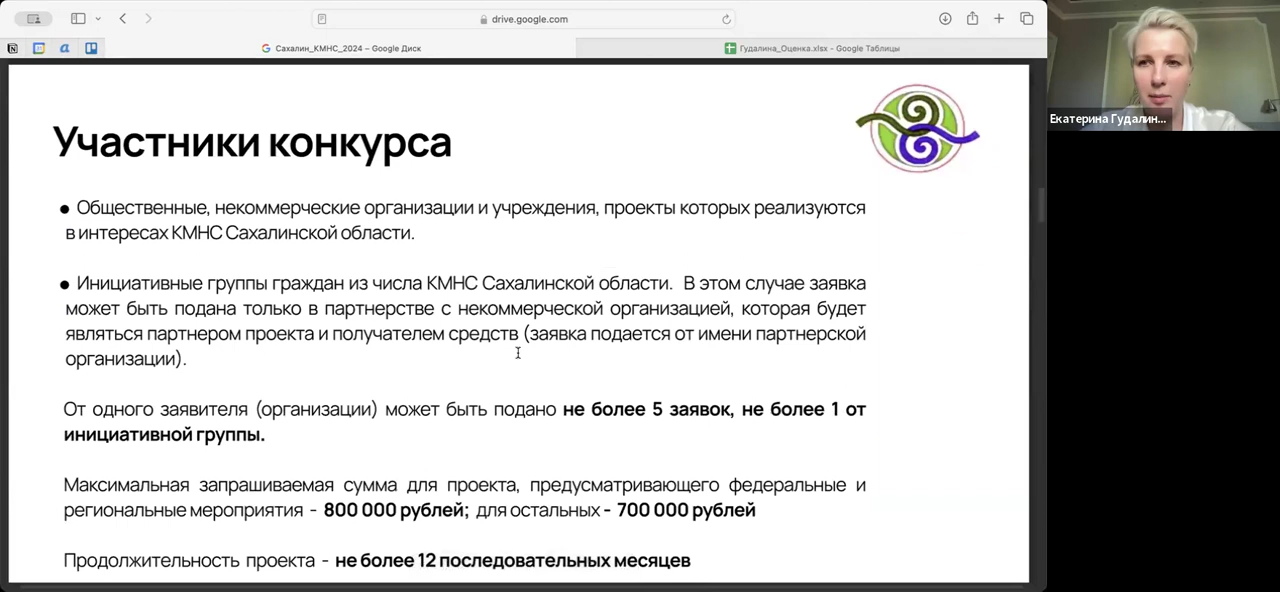 drive.google.com
Сахалин_КМНС_2024 – Google Диск
Гудалина_Оценка.xlsx - Google Таблицы
Екатерина Гудалин...
Участники конкурса
● Общественные, некоммерческие организации и учреждения, проекты которых реализуются
в интересах КМНС Сахалинской области.
● Инициативные группы граждан из числа КМНС Сахалинской области. В этом случае заявка
может быть подана только в партнерстве с некоммерческой организацией, которая будет
являться партнером проекта и получателем средств (заявка подается от имени партнерской
организации).
От одного заявителя (организации) может быть подано не более 5 заявок, не более 1 от
инициативной группы.
Максимальная запрашиваемая сумма для проекта, предусматривающего федеральные и
региональные мероприятия - 800 000 рублей; для остальных - 700 000 рублей
Продолжительность проекта - не более 12 последовательных месяцев